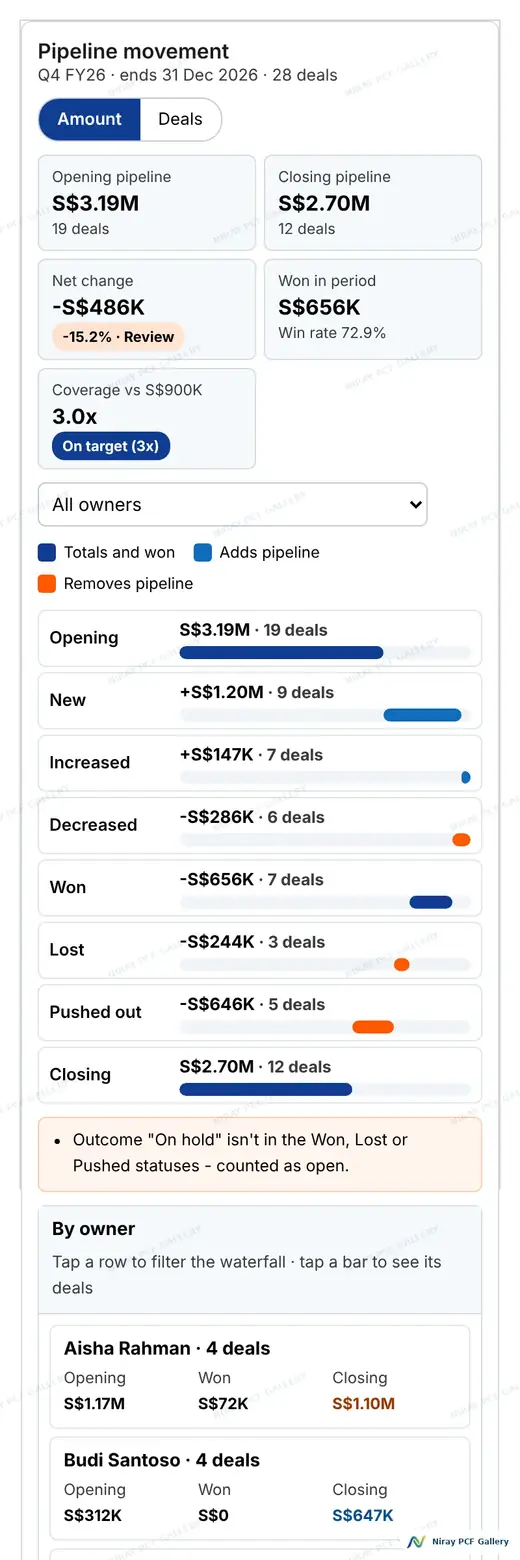 Pipeline movement
Q4 FY26 · ends 31 Dec 2026 · 28 deals
Amount
Deals
Opening pipeline
S$3.19M
19 deals
Closing pipeline
S$2.70M
12 deals
Net change
-S$486K
-15.2% · Review
Won in period
S$656K
Win rate 72.9%
Coverage vs S$900K
3.0x
On target (3x)
All owners
Totals and won
Adds pipeline
Removes pipeline
Opening
S$3.19M · 19 deals
New
+S$1.20M · 9 deals
Increased
+S$147K · 7 deals
Decreased
-S$286K · 6 deals
Won
-S$656K · 7 deals
Lost
-S$244K · 3 deals
Pushed out
-S$646K · 5 deals
Closing
S$2.70M · 12 deals
• Outcome "On hold" isn't in the Won, Lost or
Pushed statuses - counted as open.
By owner
Tap a row to filter the waterfall · tap a bar to see its
deals
Aisha Rahman · 4 deals
Opening
Won
Closing
S$1.17M
S$72K
S$1.10M
Budi Santoso · 4 deals
Opening
Won
Closing
S$312K
S$0
S$647K
Niray PCF Gallery